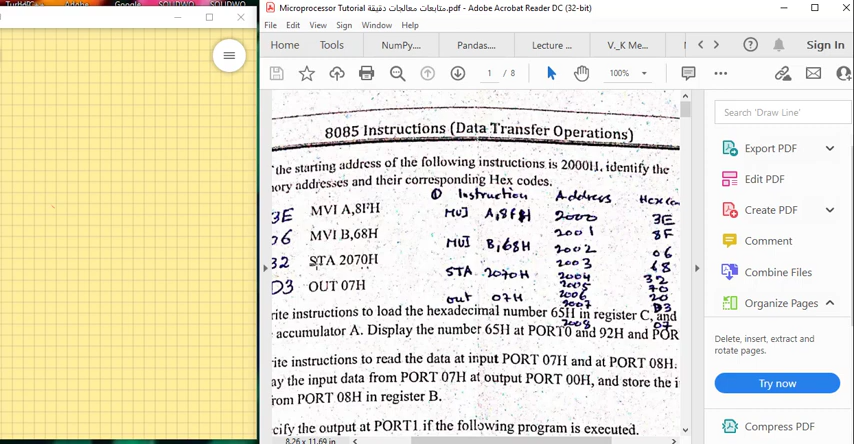 Microprocessor Tutorial متابعات معالجات دقيقة.pdf - Adobe Acrobat Reader DC (32-bit)
File Edit View Sign Window Help
Home Tools NumPy.... Pandas.... Lecture ... V._K Me... Sign In
1 / 8 100%
8085 Instructions (Data Transfer Operations)
the starting address of the following instructions is 2000H, identify the
ory addresses and their corresponding Hex codes.
① Instruction Address Hex con
3E MVI A,8FH MVI A,8FH 2000 3E
2001 8F
06 MVI B,68H MVI B,68H 2002 06
2003 68
32 STA 2070H STA 2070H 2004 32
2005 70
2006 20
D3 OUT 07H out 07H 2007 D3
2008 07
rite instructions to load the hexadecimal number 65H in register C, and
accumulator A. Display the number 65H at PORT0 and 92H and POR
rite instructions to read the data at input PORT 07H and at PORT 08H.
ay the input data from PORT 07H at output PORT 00H, and store the i
rom PORT 08H in register B.
cify the output at PORT1 if the following program is executed.
8.26 x 11.69 in
Search 'Draw Line'
Export PDF
Edit PDF
Create PDF
Comment
Combine Files
Organize Pages
Delete, insert, extract and
rotate pages.
Try now
Compress PDF